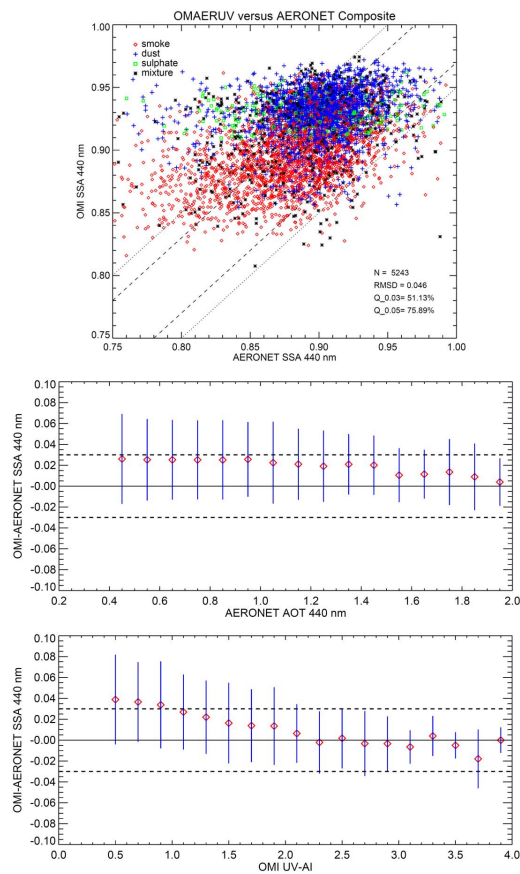 OMAERUV versus AERONET Composite
smoke
dust
sulphate
mixture
1.00
0.95
0.90
0.85
0.80
0.75
OMI SSA 440 nm
N = 5243
RMSD = 0.046
Q_0.03= 51.13%
Q_0.05= 75.89%
0.75 0.80 0.85 0.90 0.95 1.00
AERONET SSA 440 nm
0.10
0.08
0.06
0.04
0.02
-0.00
-0.02
-0.04
-0.06
-0.08
-0.10
OMI-AERONET SSA 440 nm
0.2 0.4 0.6 0.8 1.0 1.2 1.4 1.6 1.8 2.0
AERONET AOT 440 nm
0.10
0.08
0.06
0.04
0.02
-0.00
-0.02
-0.04
-0.06
-0.08
-0.10
OMI-AERONET SSA 440 nm
0.0 0.5 1.0 1.5 2.0 2.5 3.0 3.5 4.0
OMI UV-AI